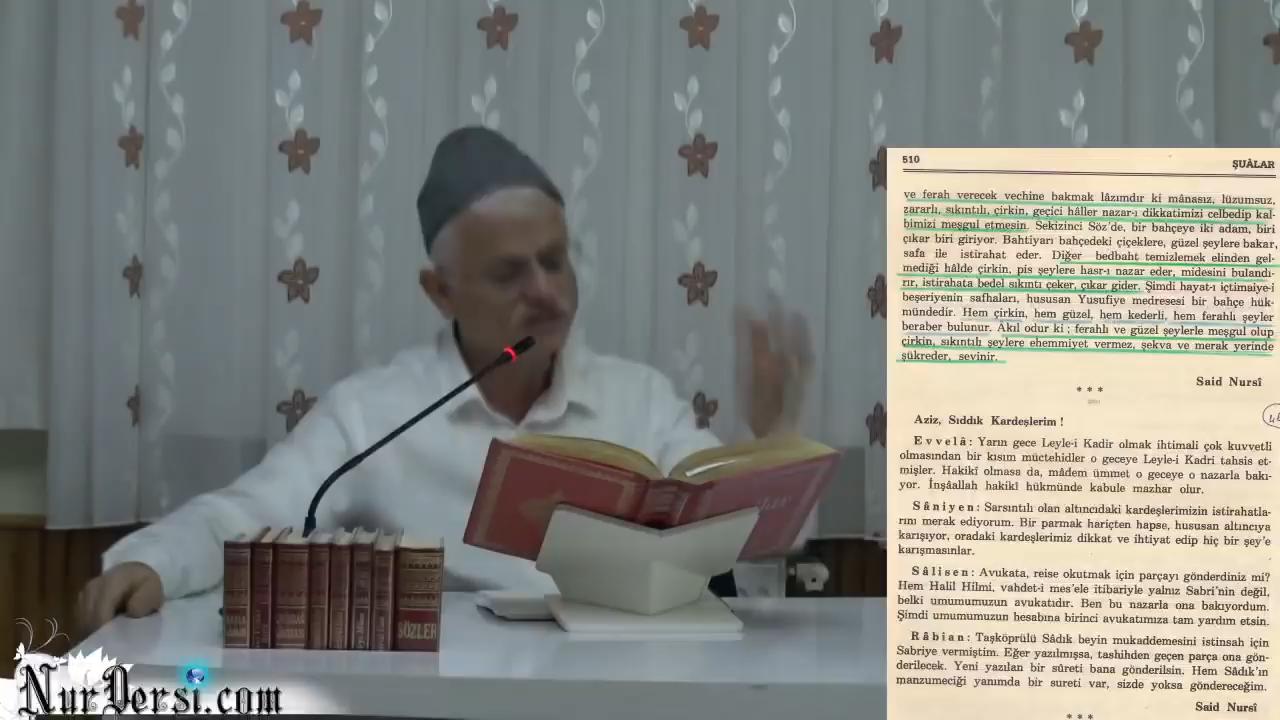 510
ŞUÂLAR
ve ferah verecek vechine bakmak lâzımdır ki mânasız, lüzumsuz,
zararlı, sıkıntılı, çirkin, geçici hâller nazar-ı dikkatimizi celbedip kal-
bimizi meşgul etmesin. Sekizinci Söz'de, bir bahçeye iki adam, biri
çıkar biri giriyor. Bahtiyarı bahçedeki çiçeklere, güzel şeylere bakar,
safa ile istirahat eder. Diğer bedbaht temizlemek elinden gel-
mediği hâlde çirkin, pis şeylere hasr-ı nazar eder, midesini bulandı-
rır, istirahata bedel sıkıntı çeker, çıkar gider. Şimdi hayat-ı içtimaiye-i
beşeriyenin safhaları, hususan Yusufiye medresesi bir bahçe hük-
mündedir. Hem çirkin, hem güzel, hem kederli, hem ferahlı şeyler
beraber bulunur. Akıl odur ki ; ferahlı ve güzel şeylerle meşgul olup
çirkin, sıkıntılı şeylere ehemmiyet vermez, şekva ve merak yerinde
şükreder, sevinir.
Said Nursî
* * *
Aziz, Sıddık Kardeşlerim !
Evvelâ: Yarın gece Leyle-i Kadir olmak ihtimali çok kuvvetli
olmasından bir kısım müctehidler o geceye Leyle-i Kadri tahsis et-
mişler. Hakikî olmasa da, mâdem ümmet o geceye o nazarla bakı-
yor. İnşâallah hakikî hükmünde kabule mazhar olur.
Sâniyen: Sarsıntılı olan altıncıdaki kardeşlerimizin istirahatla-
rını merak ediyorum. Bir parmak hariçten hapse, hususan altıncıya
karışıyor, oradaki kardeşlerimiz dikkat ve ihtiyat edip hiç bir şey'e
karışmasınlar.
Sâlisen: Avukata, reise okutmak için parçayı gönderdiniz mi?
Hem Halil Hilmi, vahdet-i mes'ele itibariyle yalnız Sabri'nin değil,
belki umumumuzun avukatıdır. Ben bu nazarla ona bakıyordum.
Şimdi umumumuzun hesabına birinci avukatımıza tam yardım etsin.
Râbian: Taşköprülü Sâdık beyin mukaddemesini istinsah için
Sabriye vermiştim. Eğer yazılmışsa, tashihden geçen parça ona gön-
derilecek. Yeni yazılan bir sûreti bana gönderilsin. Hem Sâdık'ın
manzumeciği yanımda bir sureti var, sizde yoksa göndereceğim.
Said Nursî
* * *
SÖZLER
NurDersi.com